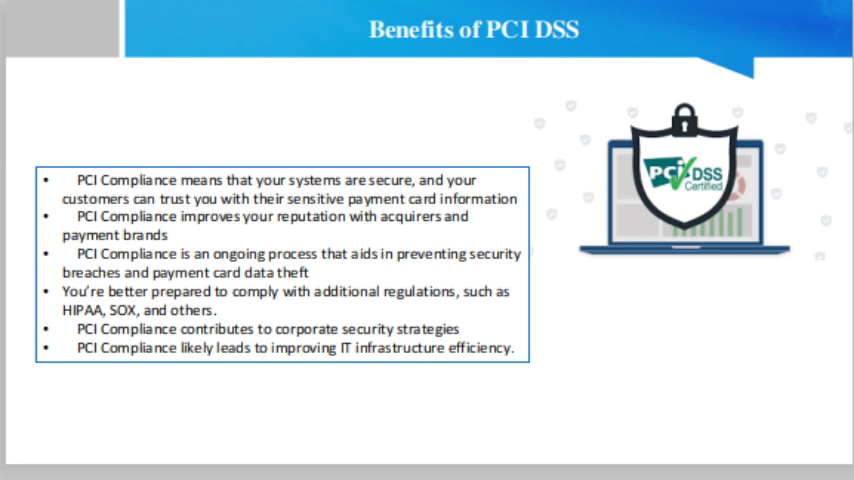 Benefits of PCI DSS
• PCI Compliance means that your systems are secure, and your
customers can trust you with their sensitive payment card information
• PCI Compliance improves your reputation with acquirers and
payment brands
• PCI Compliance is an ongoing process that aids in preventing security
breaches and payment card data theft
• You’re better prepared to comply with additional regulations, such as
HIPAA, SOX, and others.
• PCI Compliance contributes to corporate security strategies
• PCI Compliance likely leads to improving IT infrastructure efficiency.
PCI DSS
Certified